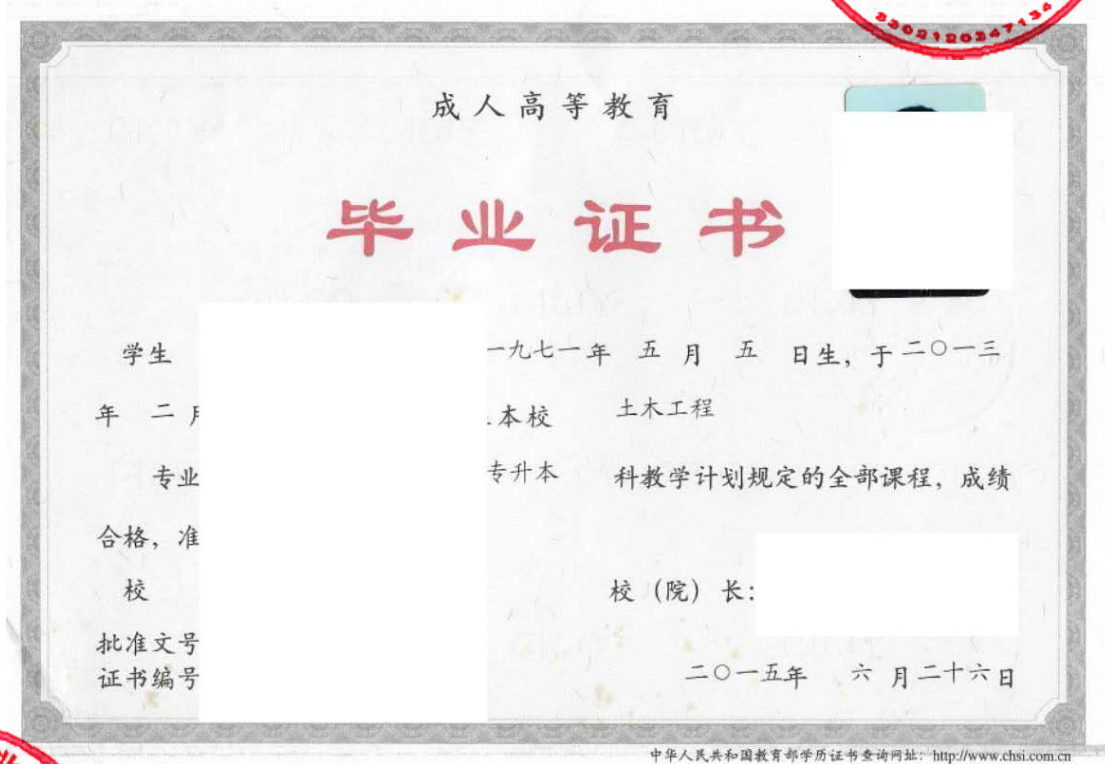 3302120347134
成人高等教育
毕业证书
学生 一九七一年 五 月 五 日生，于二〇一三
年 二月 本校 土木工程
专业 专升本 科教学计划规定的全部课程，成绩
合格，准
校 校（院）长：
批准文号
证书编号 二〇一五年 六 月二十六日
中华人民共和国教育部学历证书查询网址：http://www.chsi.com.cn